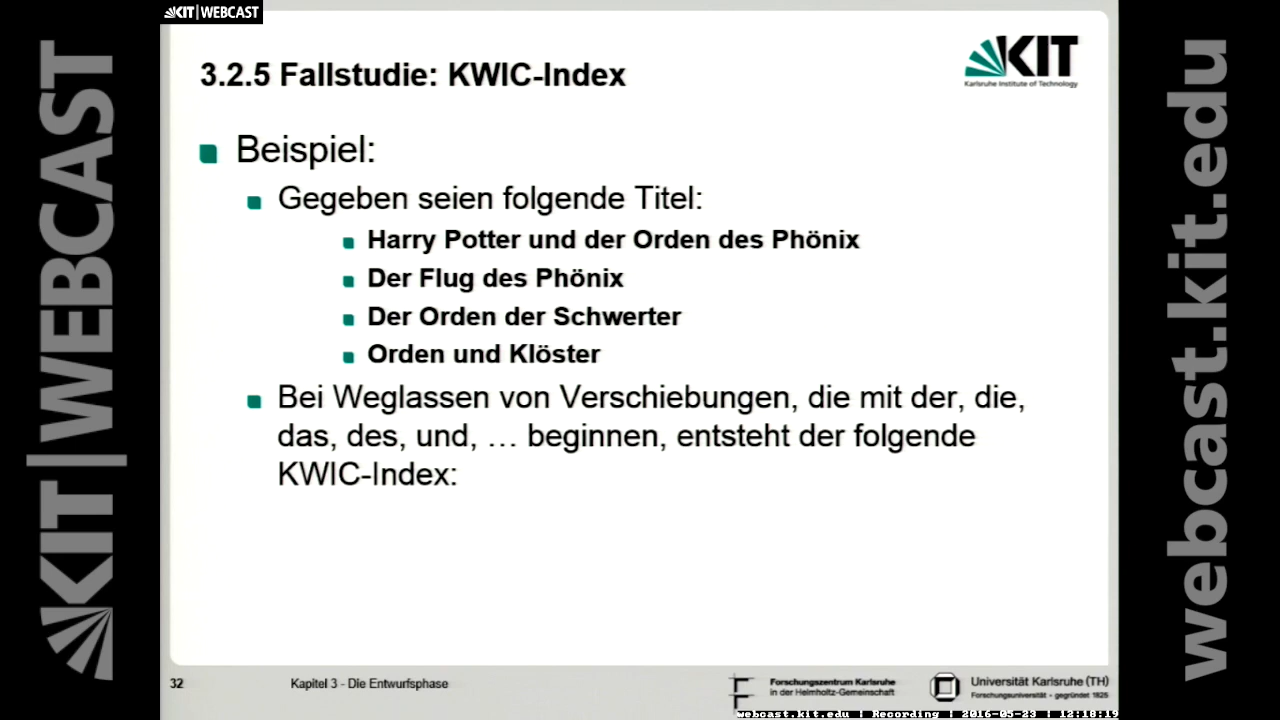 KIT|WEBCAST
KIT|WEBCAST
webcast.kit.edu
3.2.5 Fallstudie: KWIC-Index
KIT
Karlsruhe Institute of Technology
Beispiel:
Gegeben seien folgende Titel:
Harry Potter und der Orden des Phönix
Der Flug des Phönix
Der Orden der Schwerter
Orden und Klöster
Bei Weglassen von Verschiebungen, die mit der, die,
das, des, und, … beginnen, entsteht der folgende
KWIC-Index:
32
Kapitel 3 - Die Entwurfsphase
Forschungszentrum Karlsruhe
in der Helmholtz-Gemeinschaft
Universität Karlsruhe (TH)
Forschungsuniversität • gegründet 1825
webcast.kit.edu | Recording | 2016-05-23 | 12:18:19